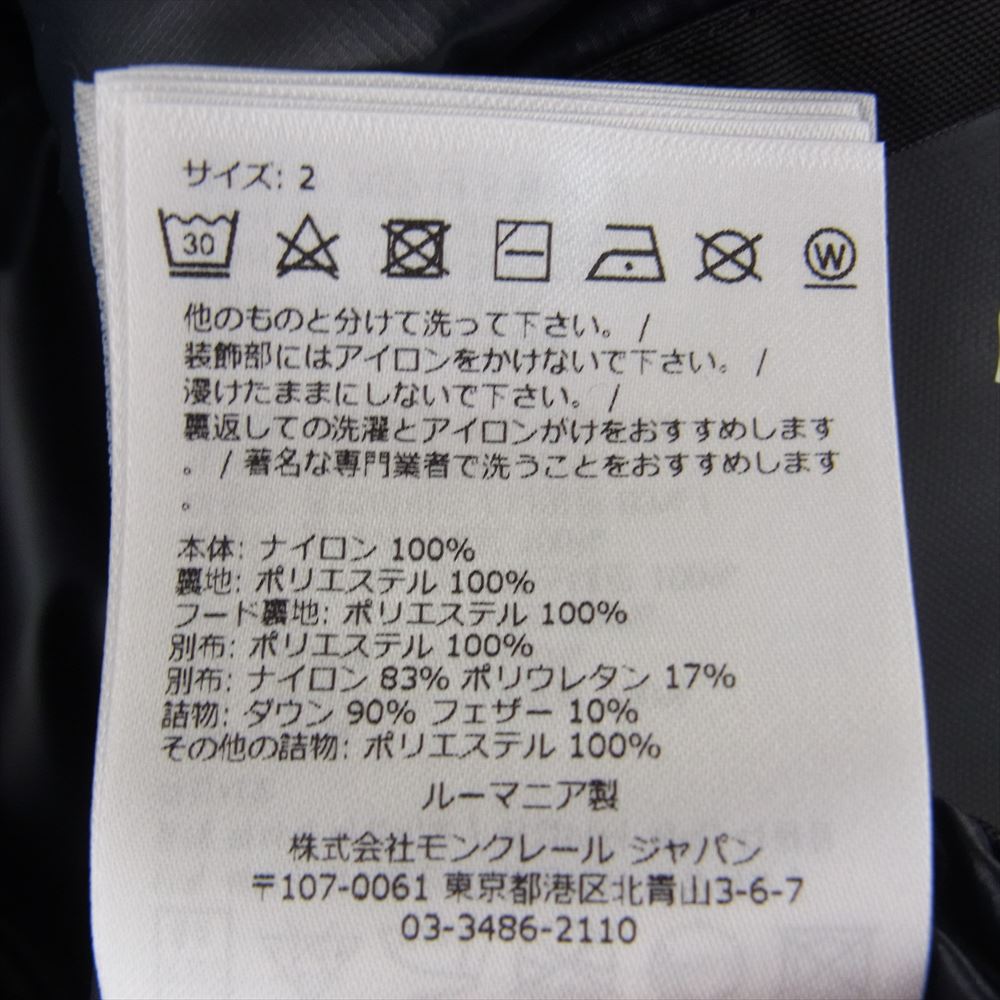 サイズ: 2
30 W
他のものと分けて洗って下さい。 /
装飾部にはアイロンをかけないで下さい。 /
浸けたままにしないで下さい。 /
裏返しての洗濯とアイロンがけをおすすめします
。 / 著名な専門業者で洗うことをおすすめします
。
本体: ナイロン 100%
裏地: ポリエステル 100%
フード裏地: ポリエステル 100%
別布: ポリエステル 100%
別布: ナイロン 83% ポリウレタン 17%
詰物: ダウン 90% フェザー 10%
その他の詰物: ポリエステル 100%
ルーマニア製
株式会社モンクレール ジャパン
〒107-0061 東京都港区北青山3-6-7
03-3486-2110